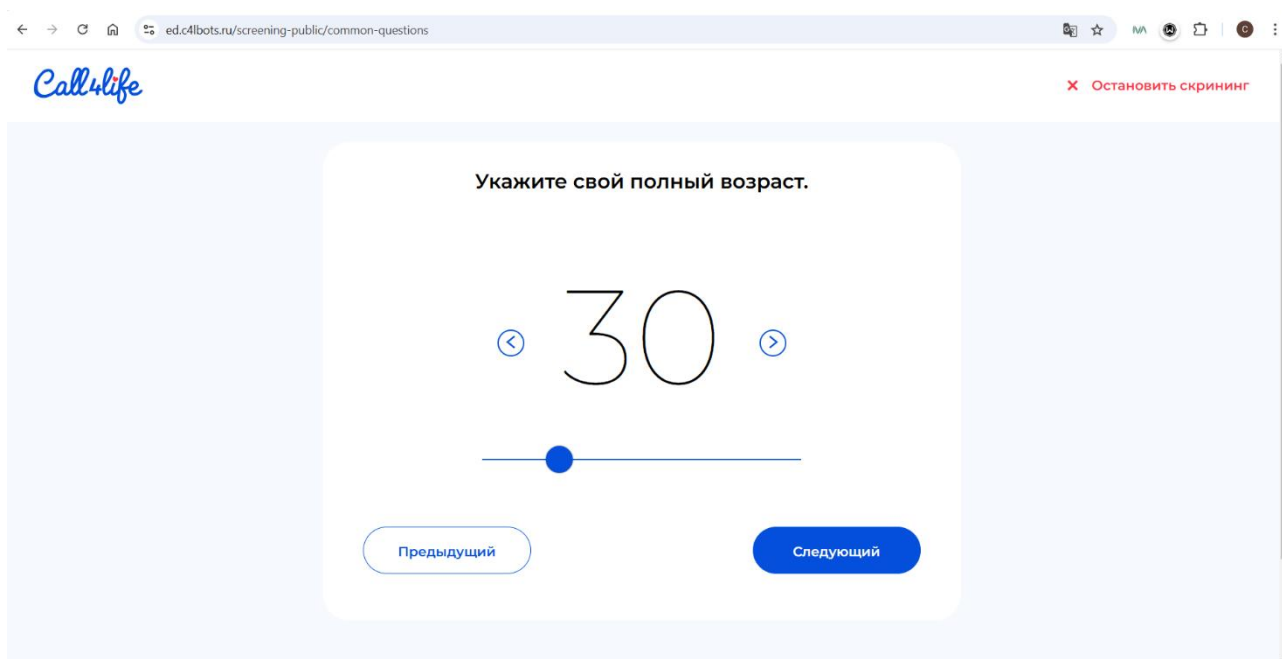 ed.c4lbots.ru/screening-public/common-questions
Call4life
Остановить скрининг
Укажите свой полный возраст.
30
Предыдущий
Следующий